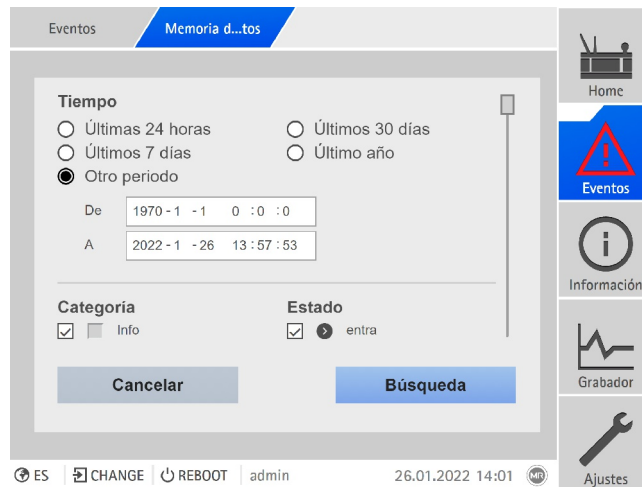 Eventos Memoria d...tos
Tiempo
Últimas 24 horas Últimos 30 días
Últimos 7 días Último año
Otro periodo
De 1970 - 1 - 1 0 : 0 : 0
A 2022 - 1 - 26 13 : 57 : 53
Categoría Estado
Info entra
Cancelar Búsqueda
Home
Eventos
Información
Grabador
Ajustes
ES CHANGE REBOOT admin 26.01.2022 14:01 MR